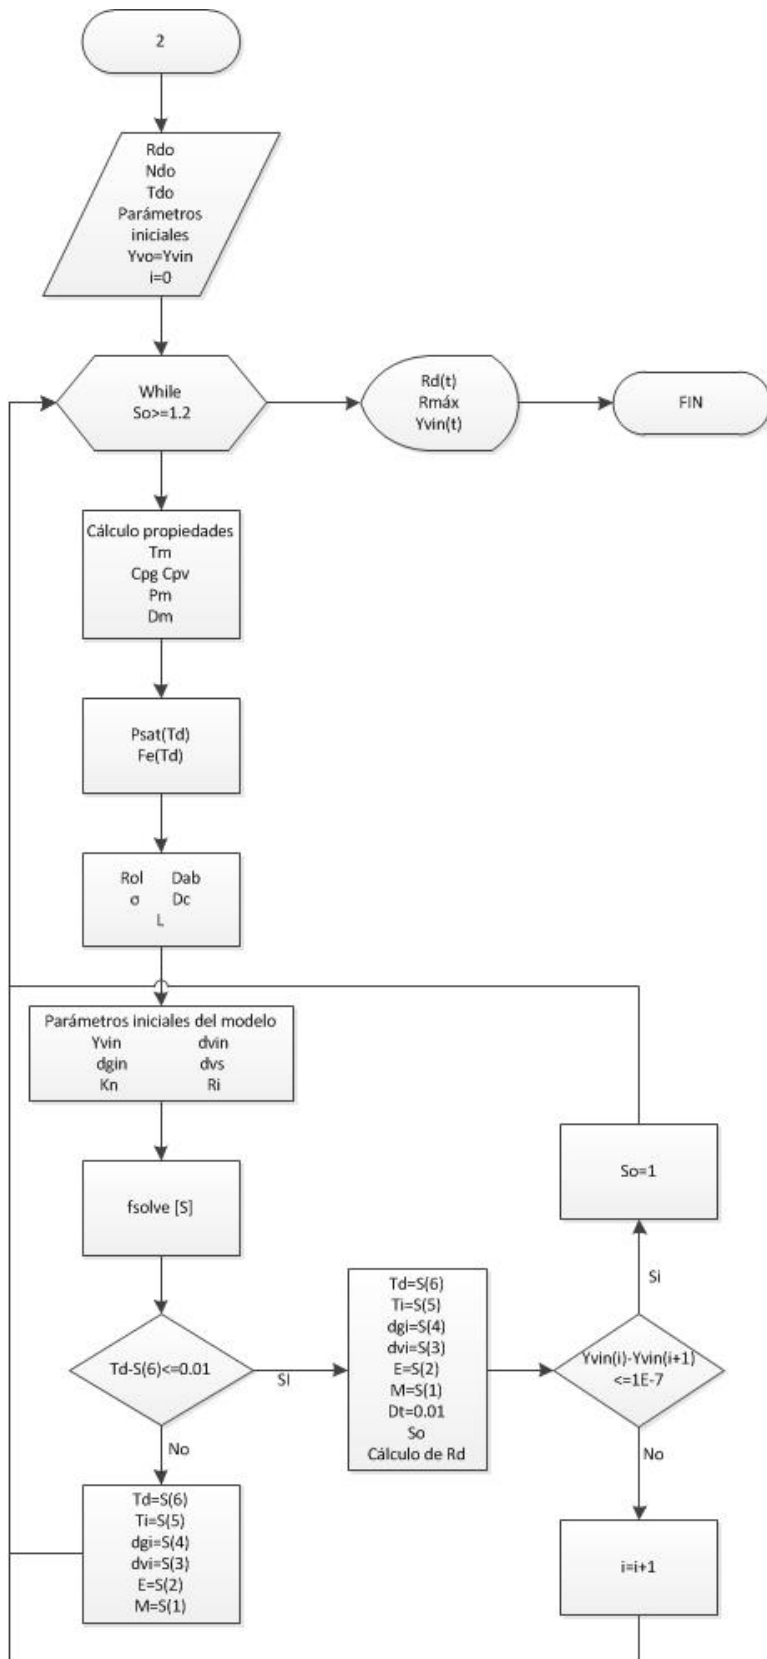 2
Rdo
Ndo
Tdo
Parámetros
iniciales
Yvo=Yvin
i=0
While
So>=1.2
Rd(t)
Rmáx
Yvin(t)
FIN
Cálculo propiedades
Tm
Cpg Cpv
Pm
Dm
Psat(Td)
Fe(Td)
Rol Dab
σ Dc
L
Parámetros iniciales del modelo
Yvin dvin
dgin dvs
Kn Ri
fsolve [S]
So=1
Si
Td-S(6)<=0.01
SI
Td=S(6)
Ti=S(5)
dgi=S(4)
dvi=S(3)
E=S(2)
M=S(1)
Dt=0.01
So
Cálculo de Rd
Yvin(i)-Yvin(i+1)
<=1E-7
No
Td=S(6)
Ti=S(5)
dgi=S(4)
dvi=S(3)
E=S(2)
M=S(1)
No
i=i+1